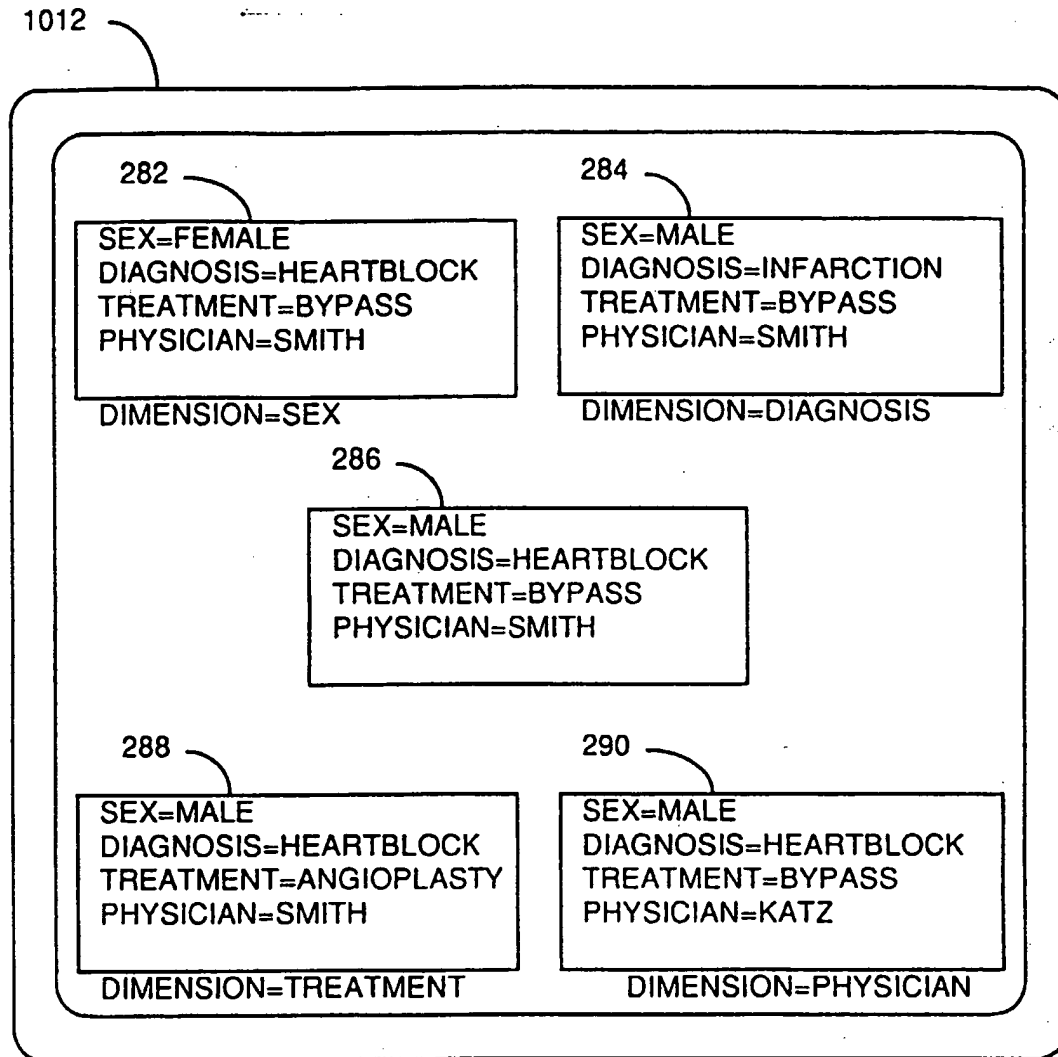 1012
282
SEX=FEMALE
DIAGNOSIS=HEARTBLOCK
TREATMENT=BYPASS
PHYSICIAN=SMITH
DIMENSION=SEX
284
SEX=MALE
DIAGNOSIS=INFARCTION
TREATMENT=BYPASS
PHYSICIAN=SMITH
DIMENSION=DIAGNOSIS
286
SEX=MALE
DIAGNOSIS=HEARTBLOCK
TREATMENT=BYPASS
PHYSICIAN=SMITH
288
SEX=MALE
DIAGNOSIS=HEARTBLOCK
TREATMENT=ANGIOPLASTY
PHYSICIAN=SMITH
DIMENSION=TREATMENT
290
SEX=MALE
DIAGNOSIS=HEARTBLOCK
TREATMENT=BYPASS
PHYSICIAN=KATZ
DIMENSION=PHYSICIAN